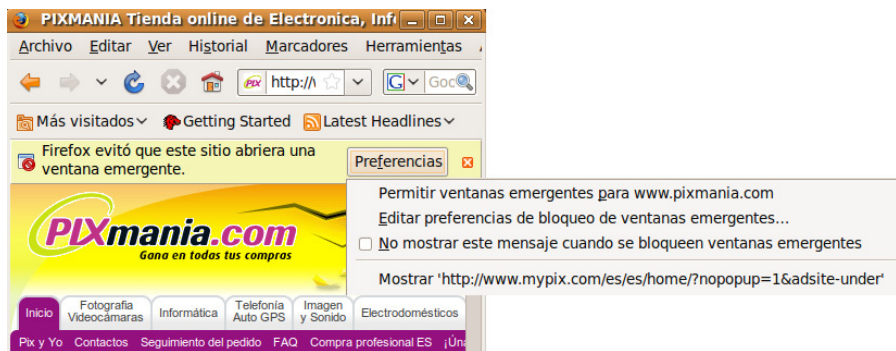 PIXMANIA Tienda online de Electronica, Inf
Archivo Editar Ver Historial Marcadores Herramientas
PIX http://w G Goo
Más visitados Getting Started Latest Headlines
Firefox evitó que este sitio abriera una
ventana emergente.
Preferencias
Permitir ventanas emergentes para www.pixmania.com
Editar preferencias de bloqueo de ventanas emergentes...
No mostrar este mensaje cuando se bloqueen ventanas emergentes
Mostrar 'http://www.mypix.com/es/es/home/?nopopup=1&adsite-under'
PIXmania.com
Gana en todas tus compras
Inicio Fotografia Videocámaras Informática Telefonía Auto GPS Imagen y Sonido Electrodomésticos
Pix y Yo Contactos Seguimiento del pedido FAQ Compra profesional ES ¡Úna